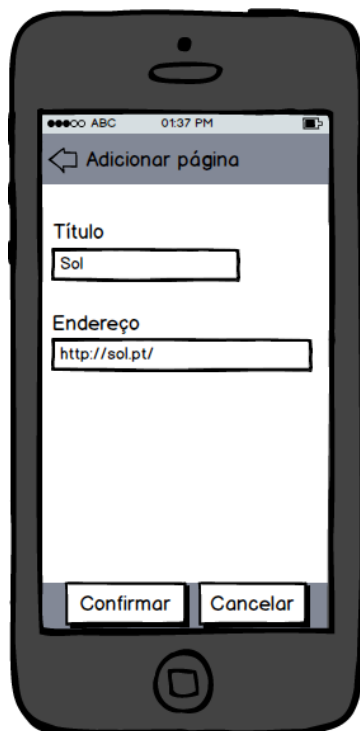 ABC 01:37 PM
Adicionar página
Título
Sol
Endereço
http://sol.pt/
Confirmar Cancelar